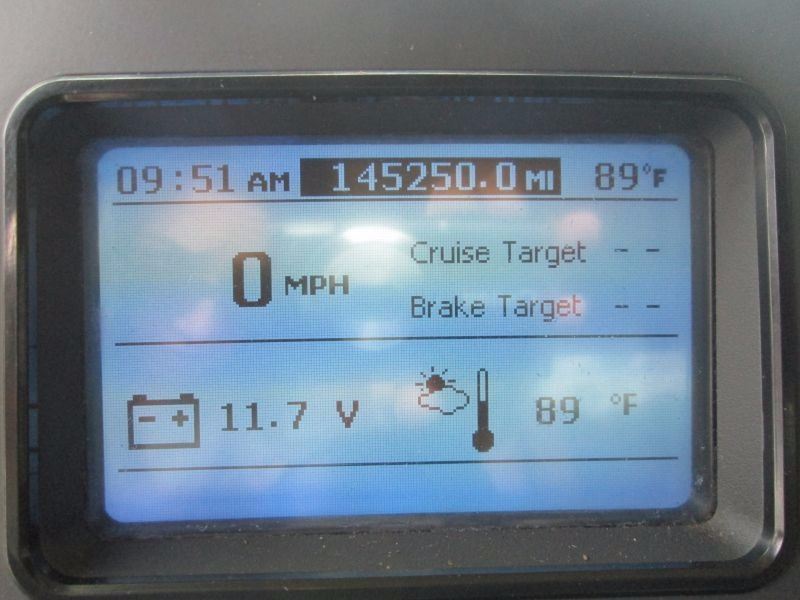 09:51 AM 145250.0 MI 89°F
0 MPH
Cruise Target - -
Brake Target - -
- + 11.7 V 89 °F